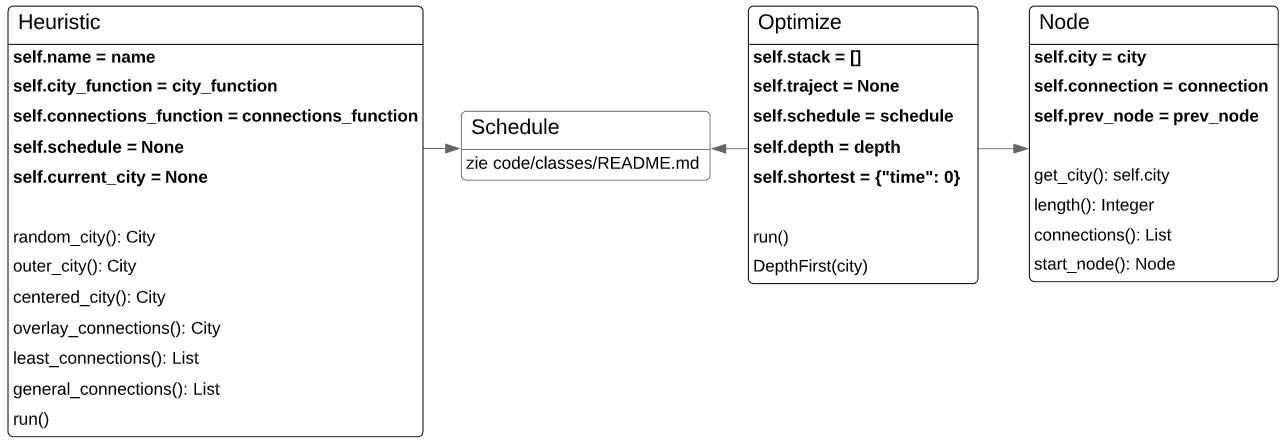 Heuristic
self.name = name
self.city_function = city_function
self.connections_function = connections_function
self.schedule = None
self.current_city = None
random_city(): City
outer_city(): City
centered_city(): City
overlay_connections(): City
least_connections(): List
general_connections(): List
run()
Schedule
zie code/classes/README.md
Optimize
self.stack = []
self.traject = None
self.schedule = schedule
self.depth = depth
self.shortest = {"time": 0}
run()
DepthFirst(city)
Node
self.city = city
self.connection = connection
self.prev_node = prev_node
get_city(): self.city
length(): Integer
connections(): List
start_node(): Node